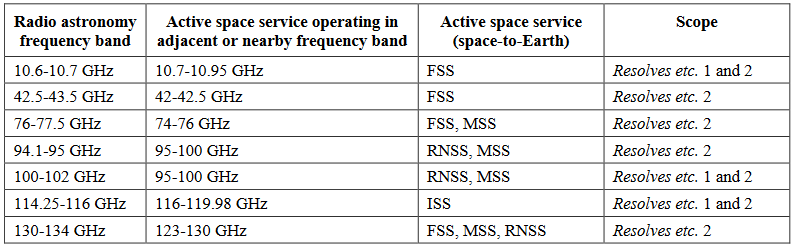 Radio astronomy frequency band | Active space service operating in adjacent or nearby frequency band | Active space service (space-to-Earth) | Scope
10.6-10.7 GHz | 10.7-10.95 GHz | FSS | Resolves etc. 1 and 2
42.5-43.5 GHz | 42-42.5 GHz | FSS | Resolves etc. 2
76-77.5 GHz | 74-76 GHz | FSS, MSS | Resolves etc. 2
94.1-95 GHz | 95-100 GHz | RNSS, MSS | Resolves etc. 2
100-102 GHz | 95-100 GHz | RNSS, MSS | Resolves etc. 1 and 2
114.25-116 GHz | 116-119.98 GHz | ISS | Resolves etc. 1 and 2
130-134 GHz | 123-130 GHz | FSS, MSS, RNSS | Resolves etc. 2